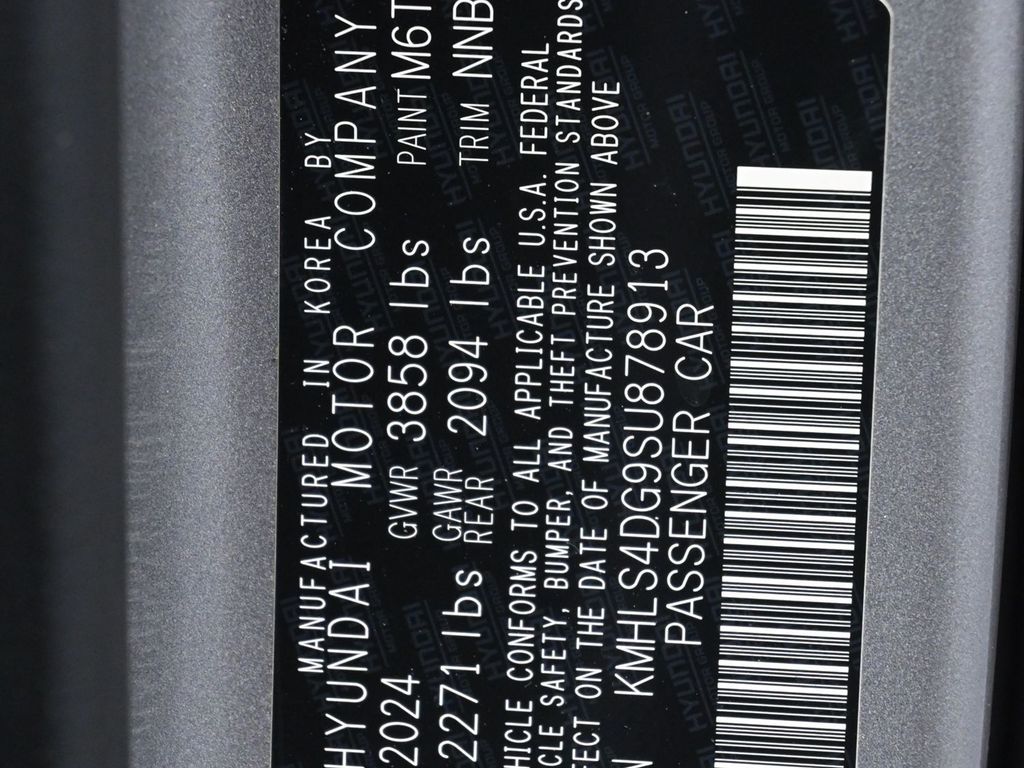 MANUFACTURED IN KOREA BY
HYUNDAI MOTOR COMPANY
2024 GVWR 3858 lbs PAINT M6T
2271 lbs GAWR REAR 2094 lbs TRIM NNB
HICLE CONFORMS TO ALL APPLICABLE U.S.A. FEDERAL
CLE SAFETY, BUMPER, AND THEFT PREVENTION STANDARDS
FECT ON THE DATE OF MANUFACTURE SHOWN ABOVE
N KMHLS4DG9SU878913
PASSENGER CAR